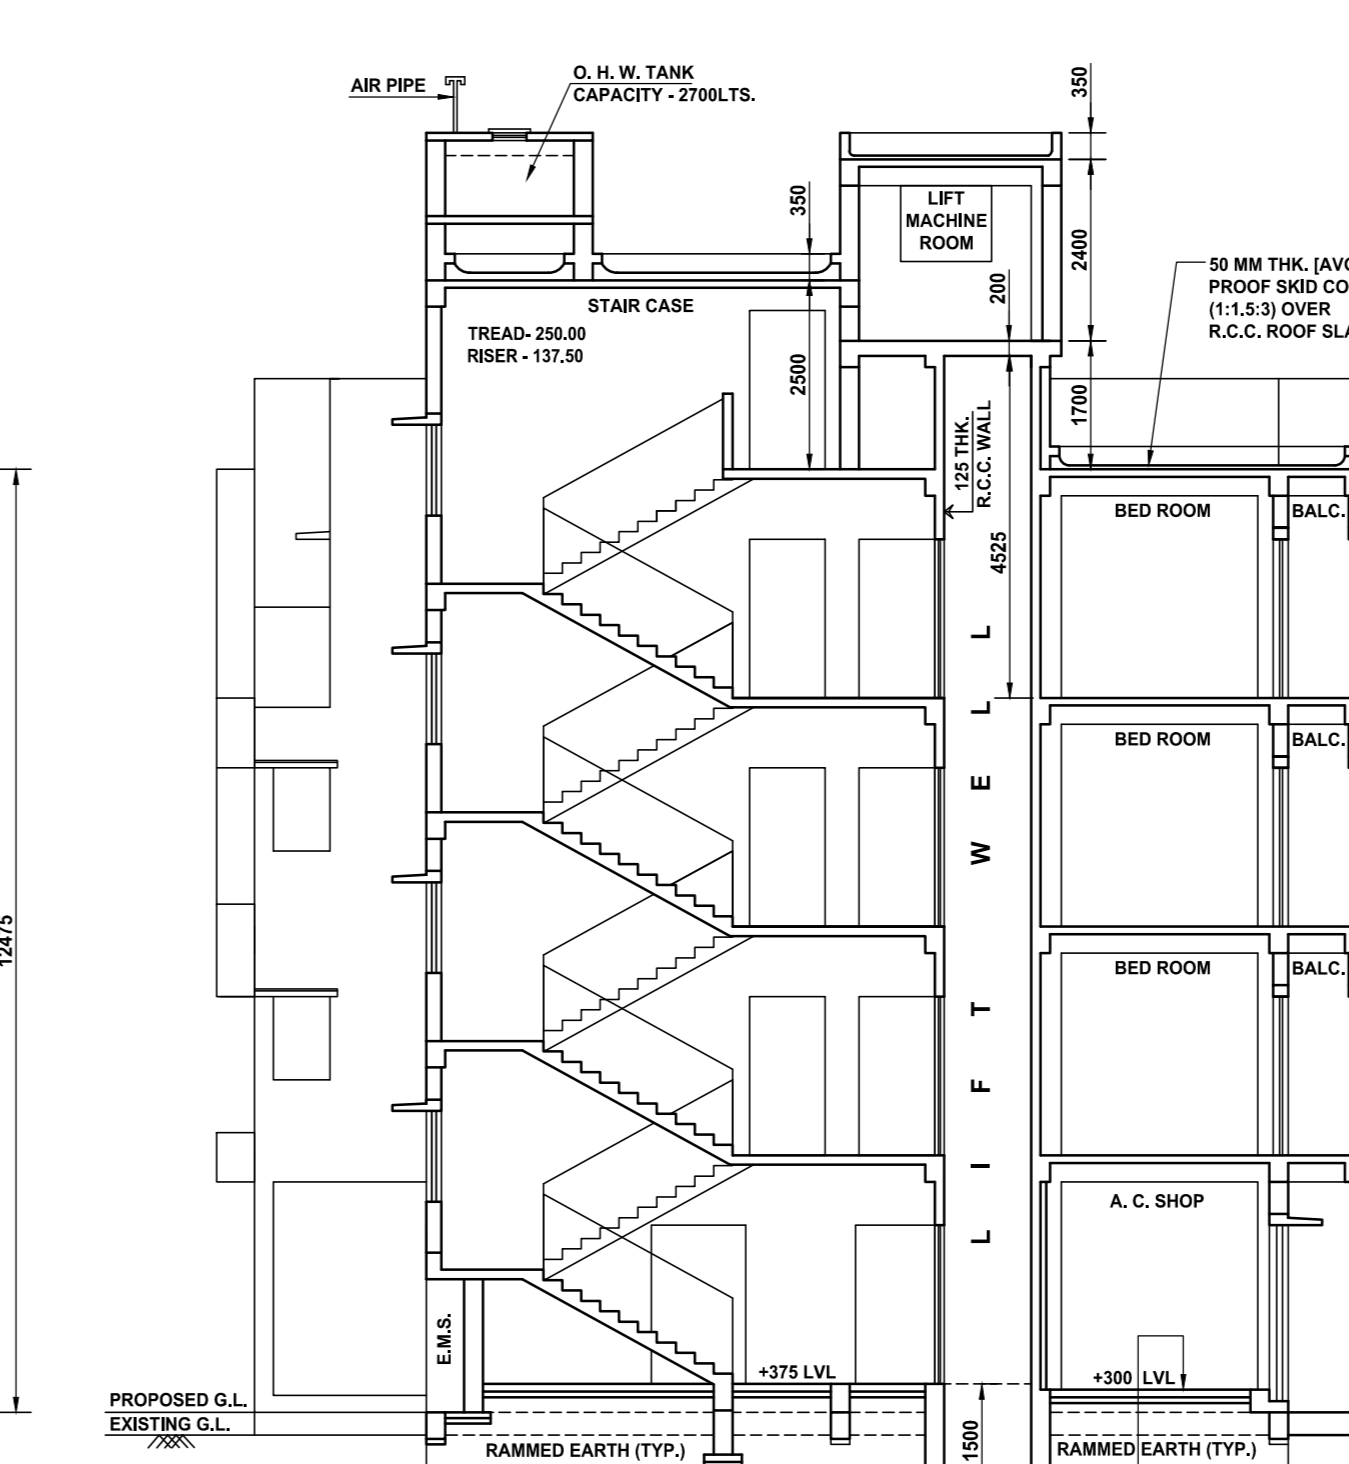 AIR PIPE
O. H. W. TANK
CAPACITY - 2700LTS.
350
350
LIFT
MACHINE
ROOM
2400
200
50 MM THK. [AVG
PROOF SKID CO
(1:1.5:3) OVER
R.C.C. ROOF SLA
STAIR CASE
TREAD- 250.00
RISER - 137.50
2500
1700
125 THK.
R.C.C. WALL
4525
BED ROOM
BALC.
BED ROOM
BALC.
BED ROOM
BALC.
LIFT WELL
12475
A. C. SHOP
E.M.S.
+375 LVL
+300 LVL
PROPOSED G.L.
EXISTING G.L.
RAMMED EARTH (TYP.)
1500
RAMMED EARTH (TYP.)